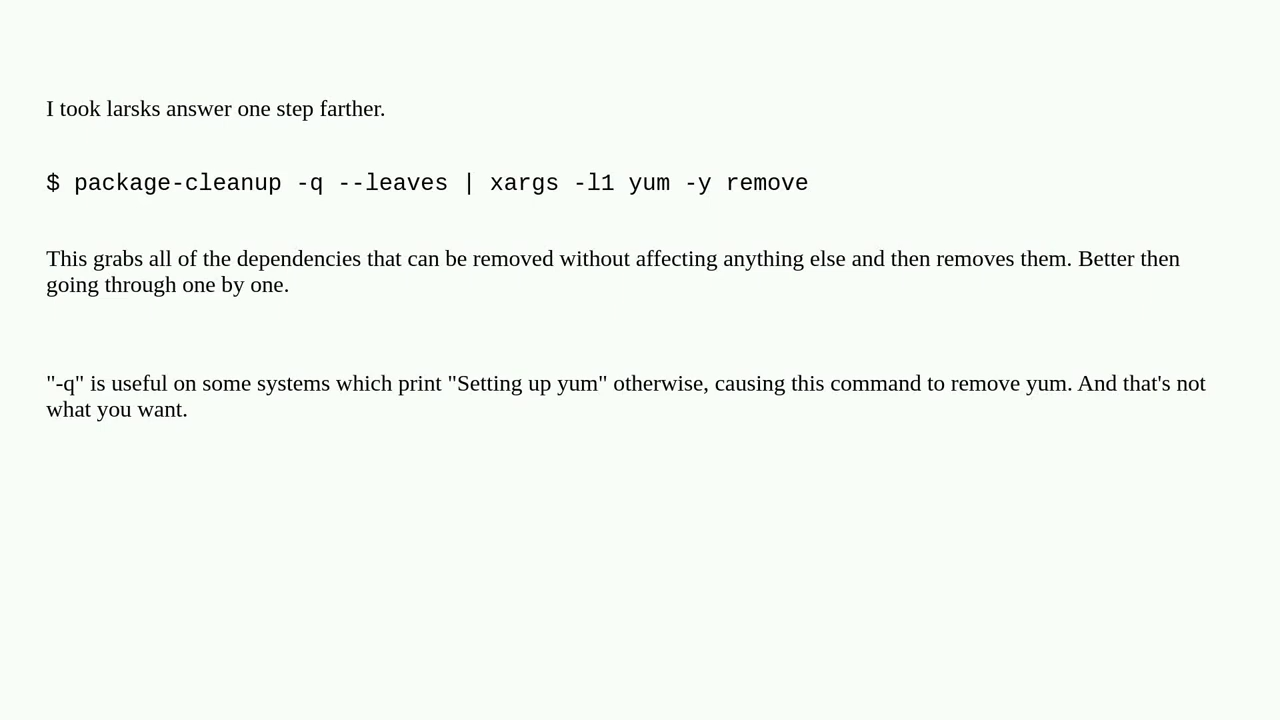 I took larsks answer one step farther.
$ package-cleanup -q --leaves | xargs -l1 yum -y remove
This grabs all of the dependencies that can be removed without affecting anything else and then removes them. Better then
going through one by one.
"-q" is useful on some systems which print "Setting up yum" otherwise, causing this command to remove yum. And that's not
what you want.